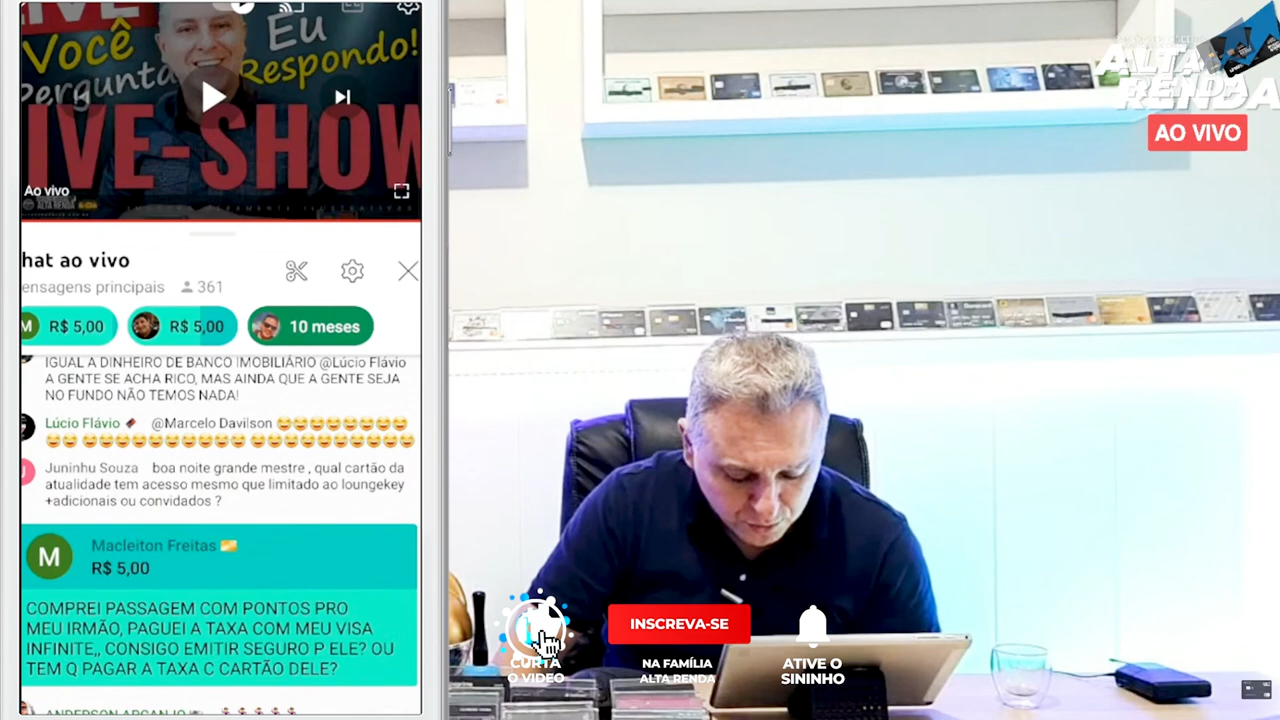 Você
Pergunta
Eu
Respondo!
IVE-SHOW
Ao vivo
ALTA RENDA
hat ao vivo
ensagens principais 361
M R$ 5,00 R$ 5,00 10 meses
IGUAL A DINHEIRO DE BANCO IMOBILIÁRIO @Lúcio Flávio
A GENTE SE ACHA RICO, MAS AINDA QUE A GENTE SEJA
NO FUNDO NÃO TEMOS NADA!
Lúcio Flávio @Marcelo Davilson
Juninhu Souza boa noite grande mestre , qual cartão da
atualidade tem acesso mesmo que limitado ao loungekey
+adicionais ou convidados ?
M Macleiton Freitas
R$ 5,00
COMPREI PASSAGEM COM PONTOS PRO
MEU IRMÃO, PAGUEI A TAXA COM MEU VISA
INFINITE,, CONSIGO EMITIR SEGURO P ELE? OU
TEM Q PAGAR A TAXA C CARTÃO DELE?
ANDERSON ARGANJO
ALTA
RENDA
AO VIVO
CURTA
O VIDEO
INSCREVA-SE
NA FAMÍLIA
ALTA RENDA
ATIVE O
SININHO